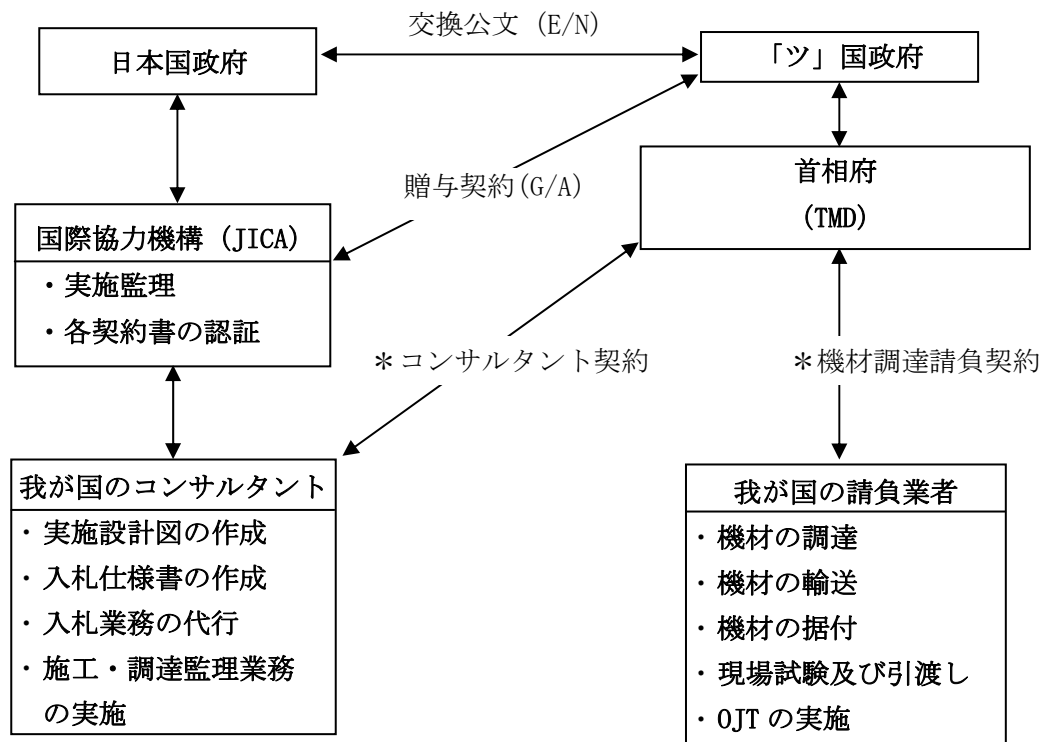 交換公文 (E/N)
日本国政府
「ツ」国政府
贈与契約(G/A)
首相府
(TMD)
国際協力機構 (JICA)
・実施監理
・各契約書の認証
＊コンサルタント契約
＊機材調達請負契約
我が国のコンサルタント
・実施設計図の作成
・入札仕様書の作成
・入札業務の代行
・施工・調達監理業務
の実施
我が国の請負業者
・機材の調達
・機材の輸送
・機材の据付
・現場試験及び引渡し
・OJT の実施